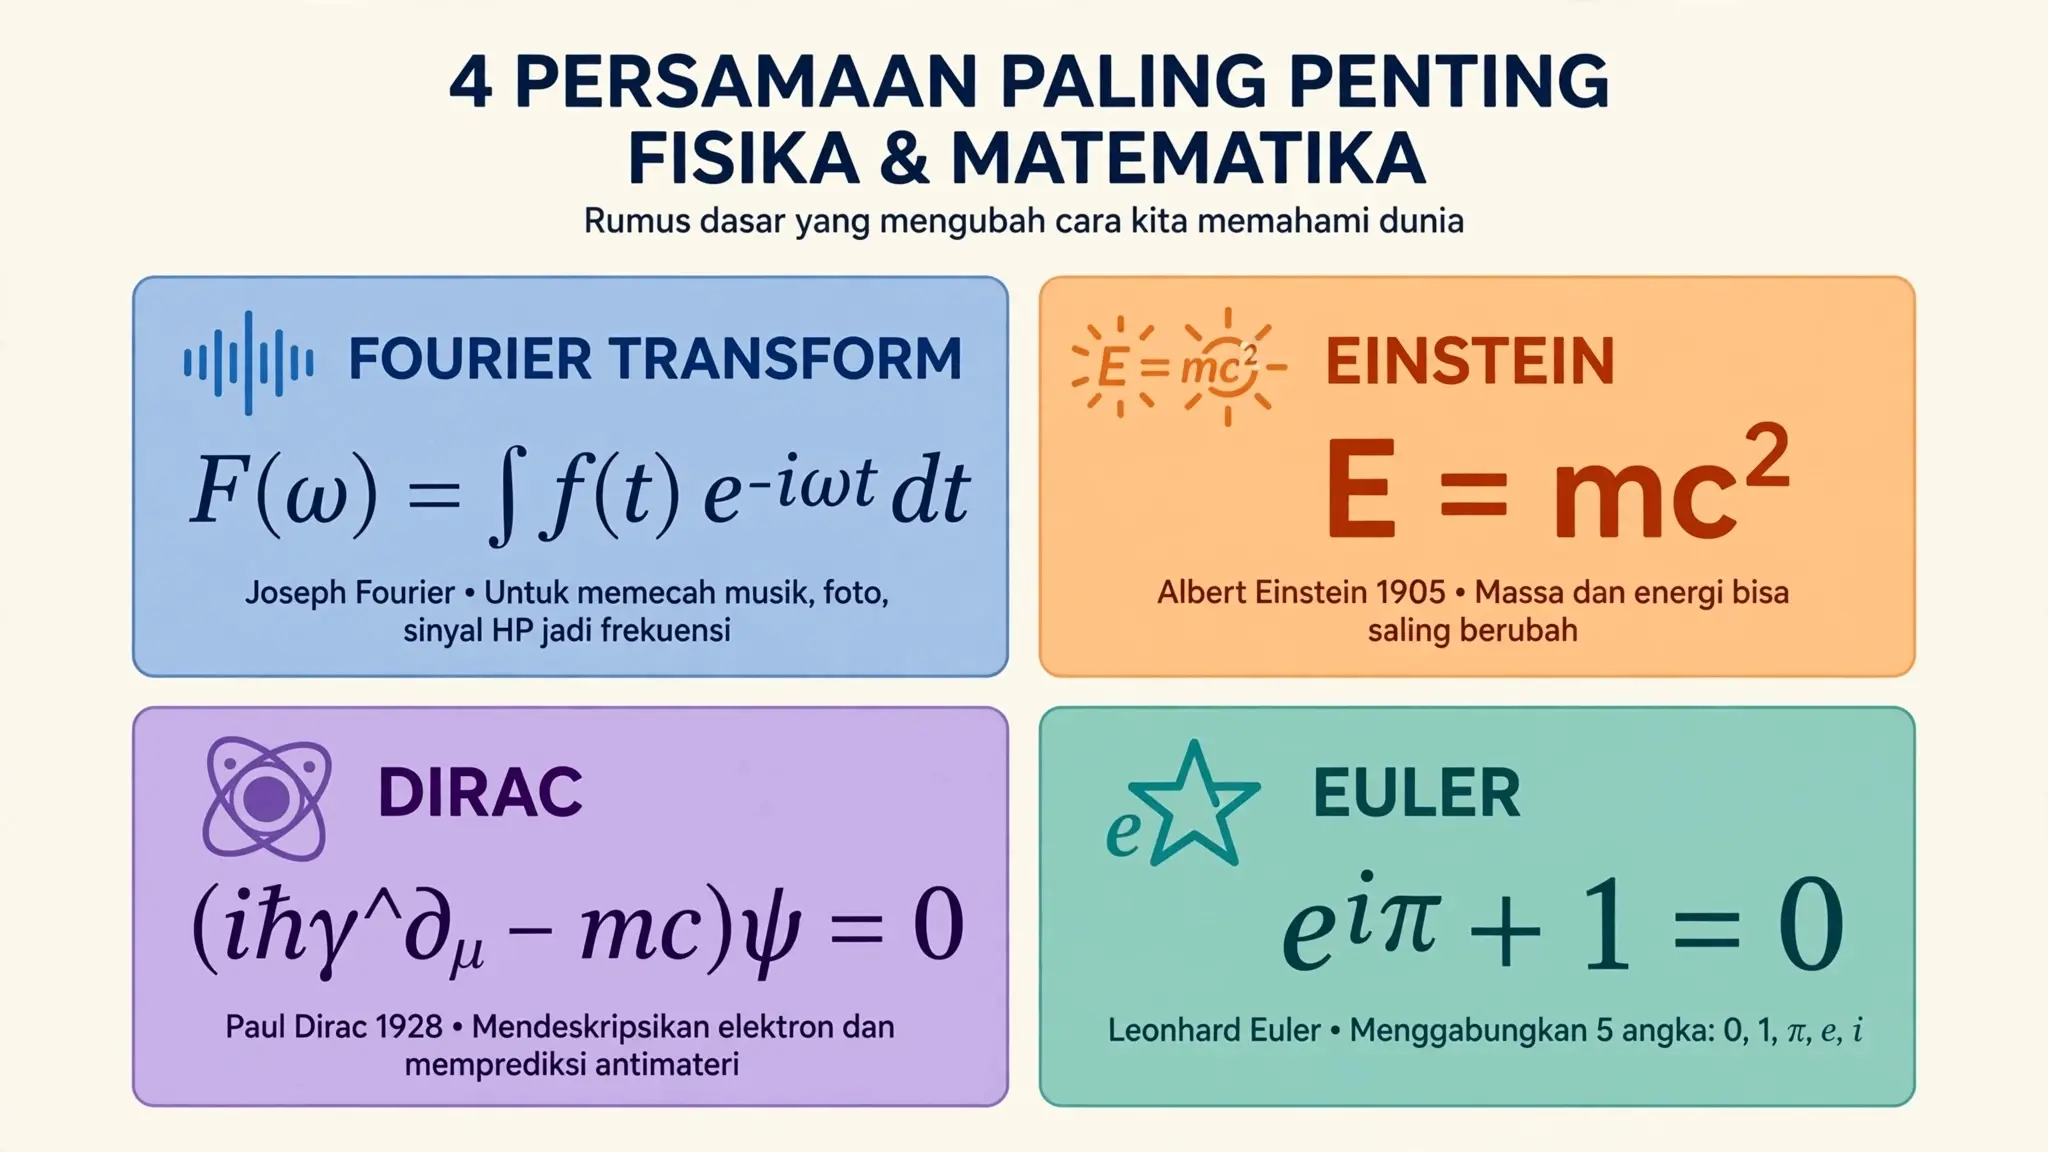 4 PERSAMAAN PALING PENTING
FISIKA & MATEMATIKA
Rumus dasar yang mengubah cara kita memahami dunia
FOURIER TRANSFORM
F(ω) = ∫ f(t) e^{-iωt} dt
Joseph Fourier • Untuk memecah musik, foto,
sinyal HP jadi frekuensi
E = mc²
EINSTEIN
E = mc²
Albert Einstein 1905 • Massa dan energi bisa
saling berubah
DIRAC
(iħγ^∂_μ − mc)ψ = 0
Paul Dirac 1928 • Mendeskripsikan elektron dan
memprediksi antimateri
e
EULER
e^{iπ} + 1 = 0
Leonhard Euler • Menggabungkan 5 angka: 0, 1, π, e, i